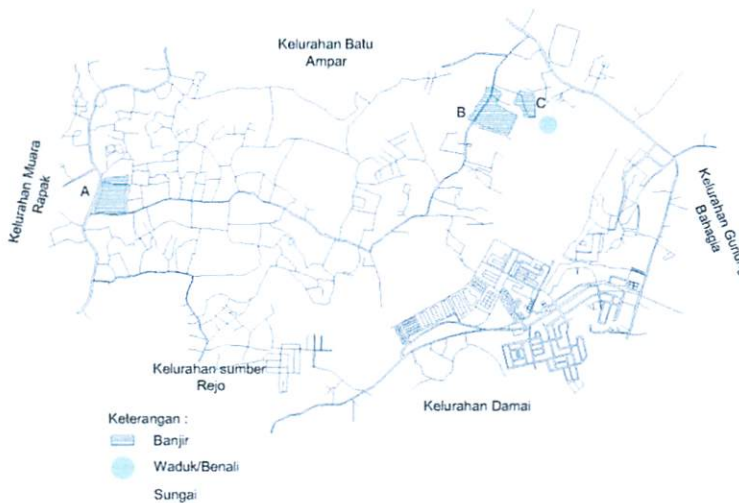 Kelurahan Batu
Ampar
B
C
A
Kelurahan Muara
Rapak
Kelurahan
Bahagia
Kelurahan sumber
Rejo
Kelurahan Damai
Keterangan :
Banjir
Waduk/Benali
Sungai